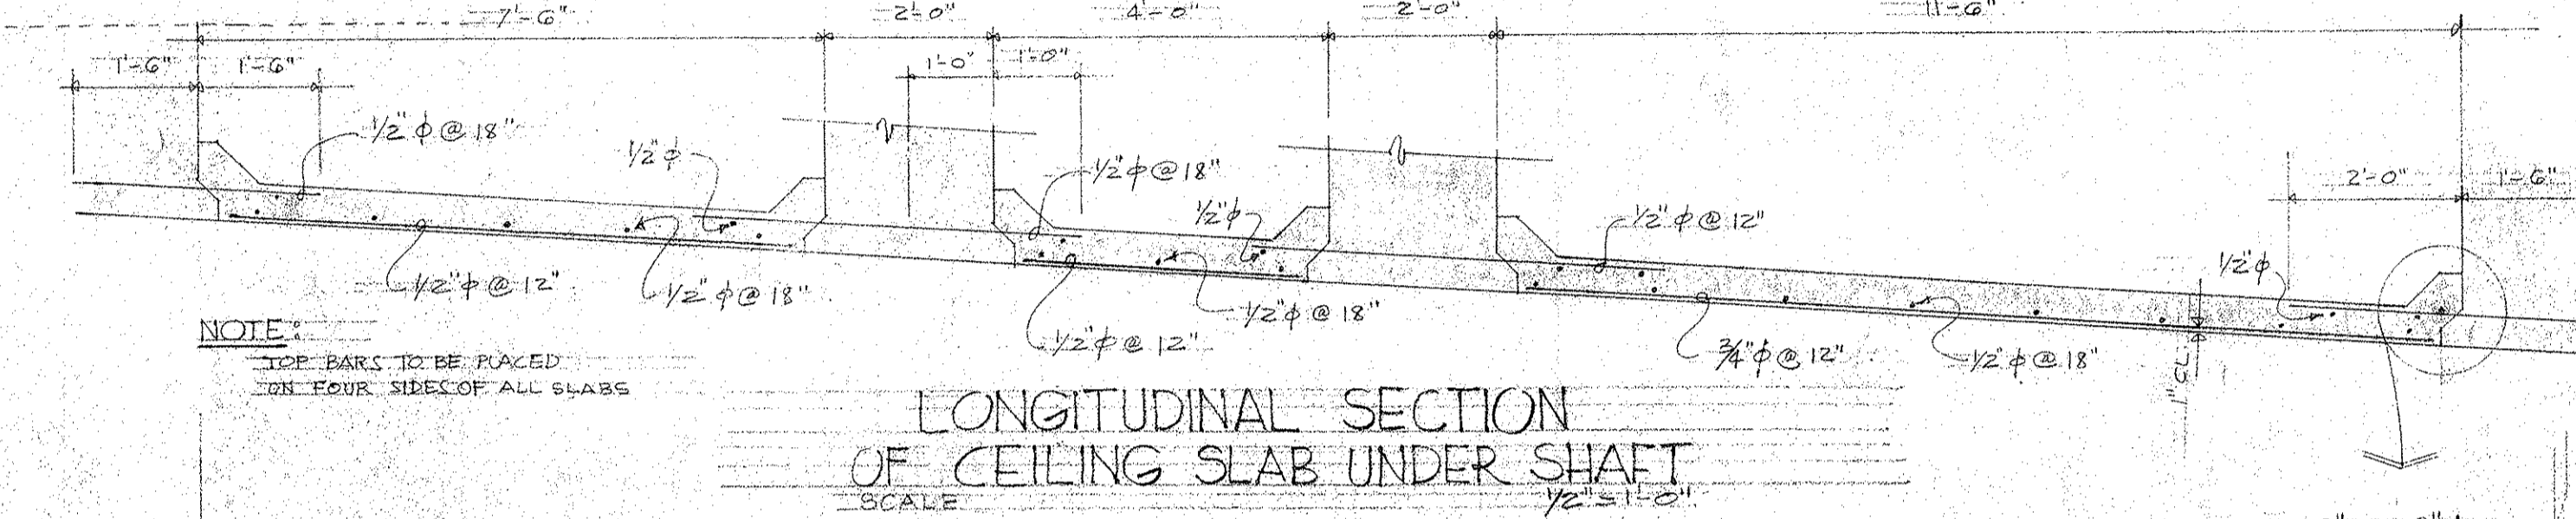 7'-6" 2'-0" 4'-0" 2'-0" 11'-6"
1'-6" 1'-6" 1'-0" 1'-0"
1/2" φ @ 18"
1/2" φ
1/2" φ @ 18"
2'-0" 1'-6"
1/2" φ
1/2" φ @ 12"
1/2" φ
1/2" φ @ 12"
1/2" φ @ 18"
1/2" φ @ 18"
1/2" φ @ 12"
3/4" φ @ 12"
1/2" φ @ 18"
1" CL.
NOTE:
TOP BARS TO BE PLACED
ON FOUR SIDES OF ALL SLABS
LONGITUDINAL SECTION
OF CEILING SLAB UNDER SHAFT
SCALE 1/2" = 1'-0"